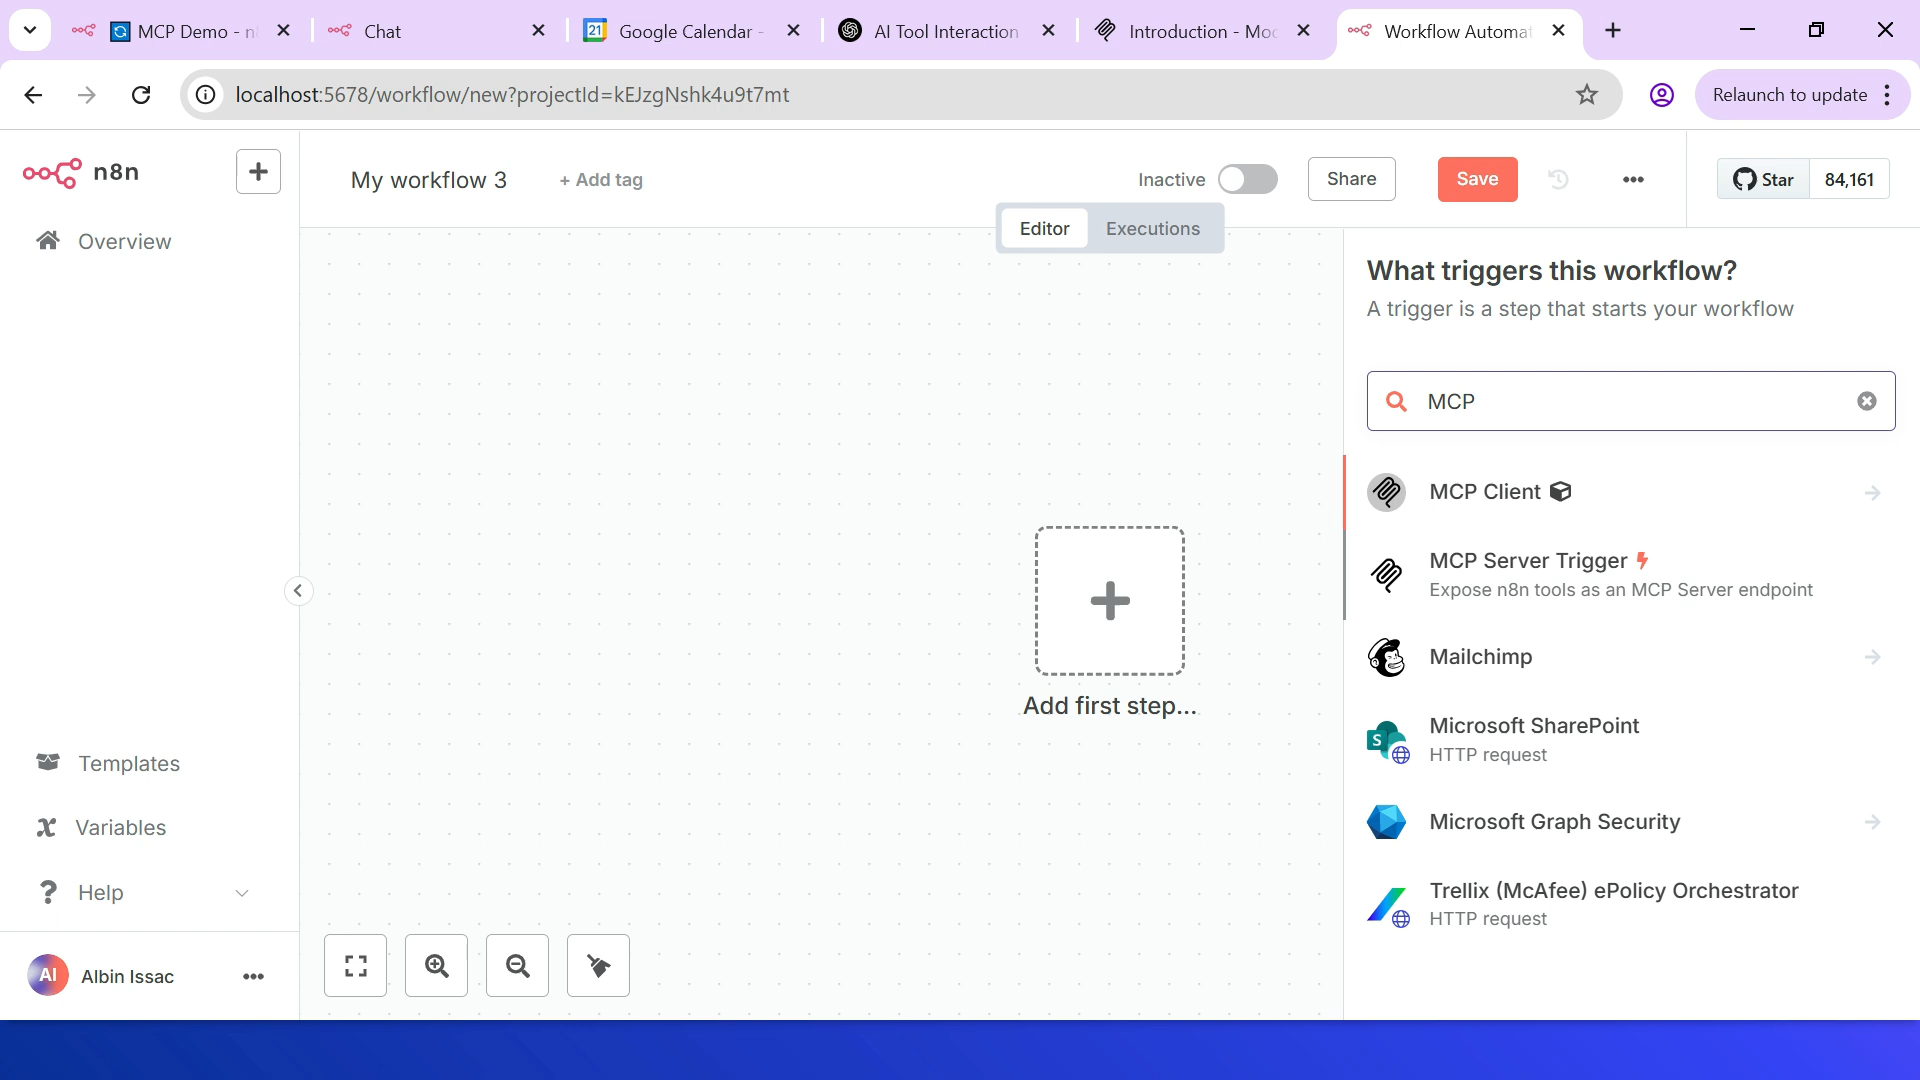 MCP Demo - n
Chat
21
Google Calendar -
AI Tool Interaction
Introduction - Mo
Workflow Automa
localhost:5678/workflow/new?projectId=kEJzgNshk4u9t7mt
Relaunch to update
n8n
My workflow 3
+ Add tag
Inactive
Share
Save
Star
84,161
Editor
Executions
Overview
What triggers this workflow?
A trigger is a step that starts your workflow
MCP
MCP Client
MCP Server Trigger
Expose n8n tools as an MCP Server endpoint
Mailchimp
S
Microsoft SharePoint
HTTP request
Microsoft Graph Security
Trellix (McAfee) ePolicy Orchestrator
HTTP request
Add first step...
Templates
Variables
Help
AI
Albin Issac